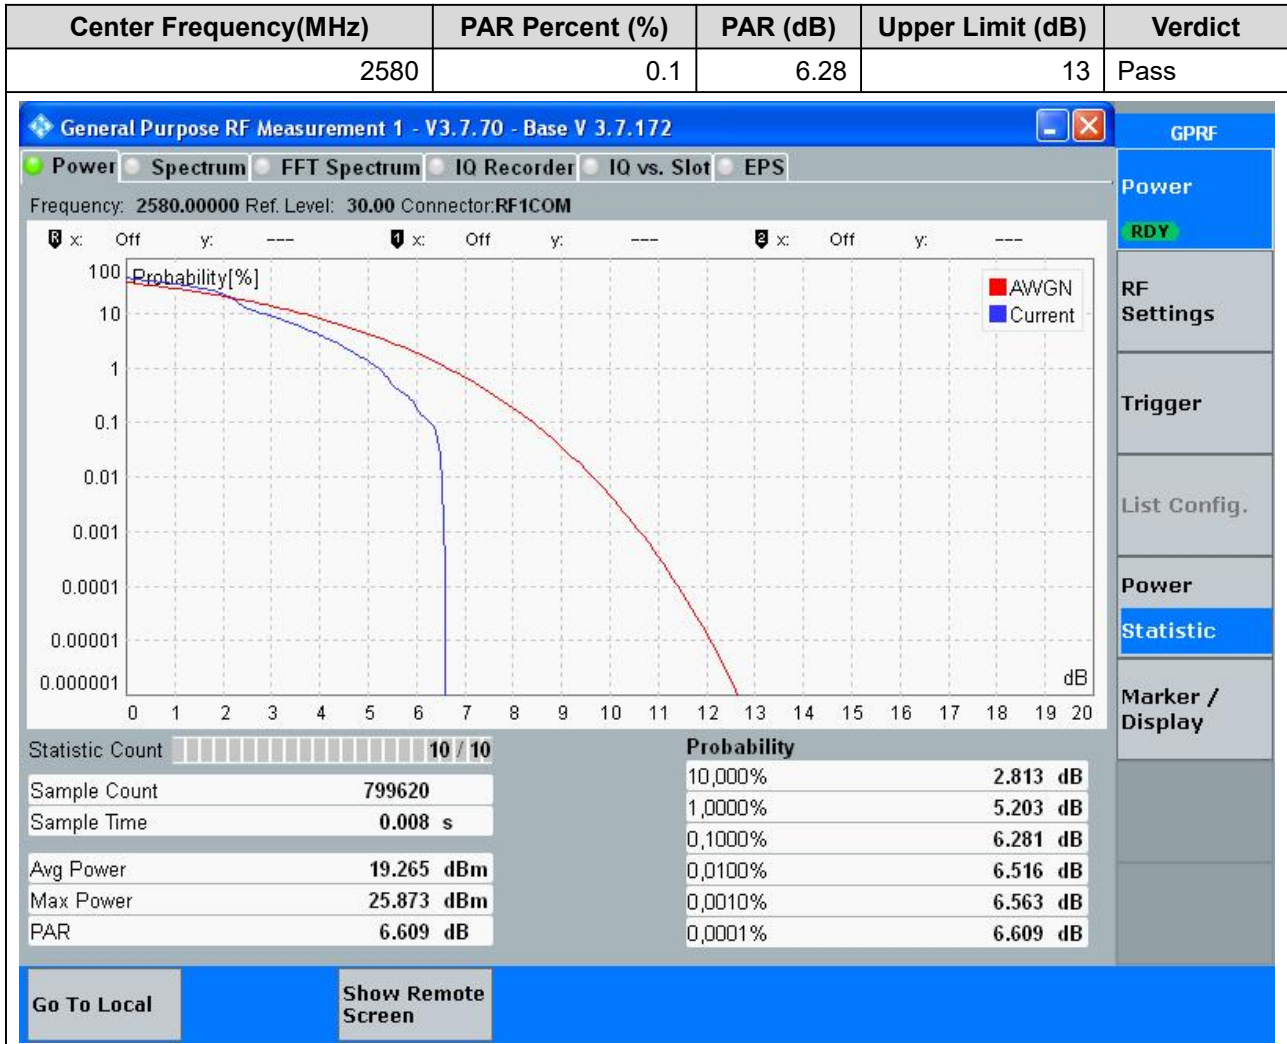 Center Frequency(MHz) PAR Percent (%) PAR (dB) Upper Limit (dB) Verdict
2580 0.1 6.28 13 Pass
General Purpose RF Measurement 1 - V3.7.70 - Base V 3.7.172
GPRF
Power Spectrum FFT Spectrum IQ Recorder IQ vs. Slot EPS
Frequency: 2580.00000 Ref. Level: 30.00 Connector:RF1COM
R x: Off y: --- 1 x: Off y: --- 2 x: Off y: ---
Probability[%]
100
10
1
0.1
0.01
0.001
0.0001
0.00001
0.000001
AWGN
Current
dB
0 1 2 3 4 5 6 7 8 9 10 11 12 13 14 15 16 17 18 19 20
Statistic Count 10 / 10
Sample Count 799620
Sample Time 0.008 s
Avg Power 19.265 dBm
Max Power 25.873 dBm
PAR 6.609 dB
Probability
10,000% 2.813 dB
1,0000% 5.203 dB
0,1000% 6.281 dB
0,0100% 6.516 dB
0,0010% 6.563 dB
0,0001% 6.609 dB
Power
RDY
RF
Settings
Trigger
List Config.
Power
Statistic
Marker /
Display
Go To Local
Show Remote
Screen